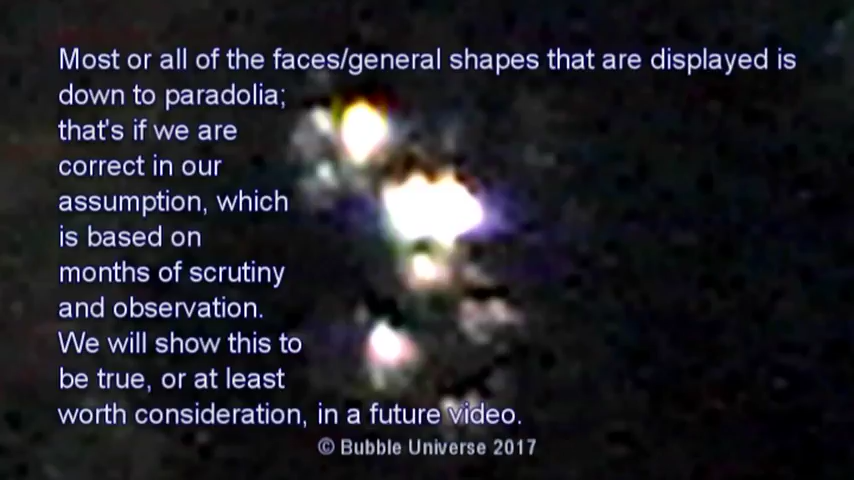 Most or all of the faces/general shapes that are displayed is
down to paradolia;
that's if we are
correct in our
assumption, which
is based on
months of scrutiny
and observation.
We will show this to
be true, or at least
worth consideration, in a future video.
© Bubble Universe 2017